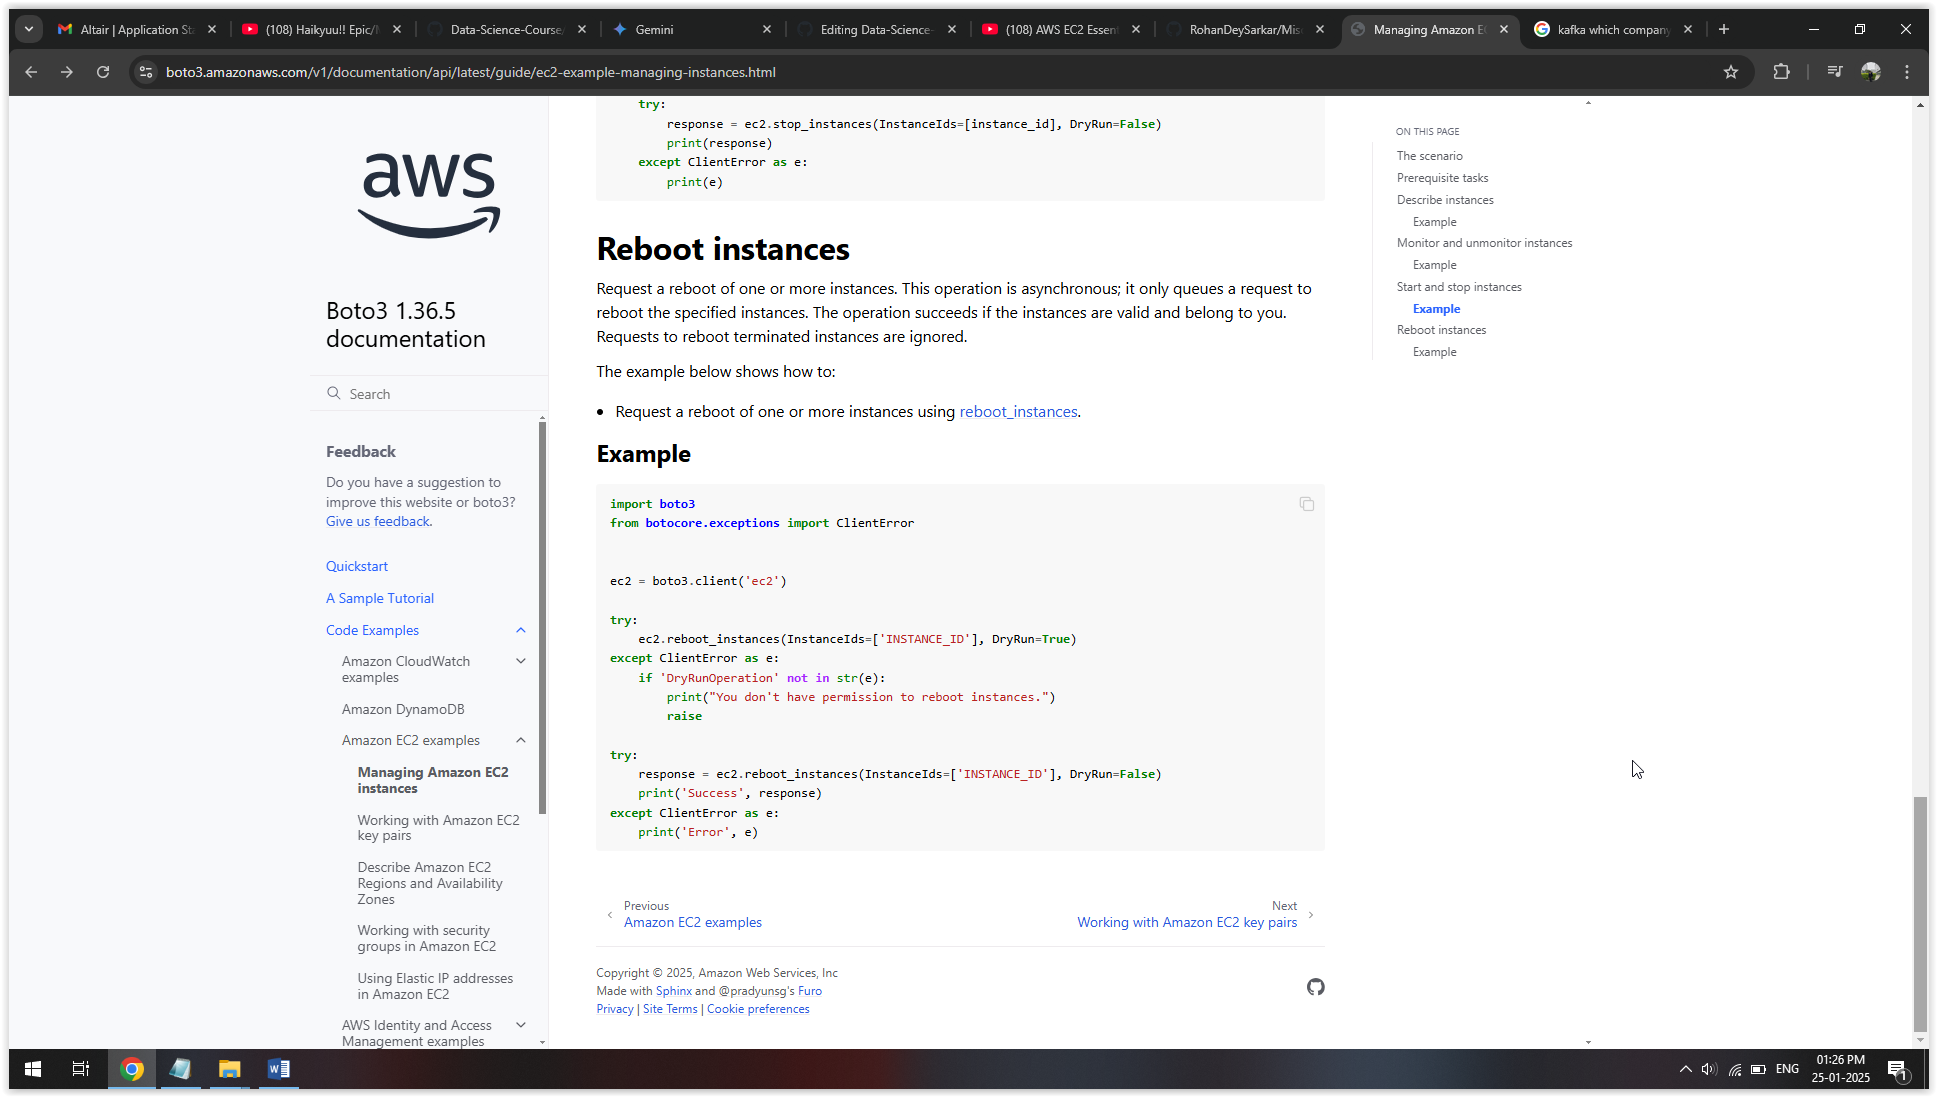 Altair | Application Sta
(108) Haikyuu!! Epic/M
Data-Science-Course/
Gemini
Editing Data-Science-
(108) AWS EC2 Essent
RohanDeySarkar/Mis
Managing Amazon EC
kafka which company
boto3.amazonaws.com/v1/documentation/api/latest/guide/ec2-example-managing-instances.html
aws
Boto3 1.36.5
documentation
Search
Feedback
Do you have a suggestion to
improve this website or boto3?
Give us feedback.
Quickstart
A Sample Tutorial
Code Examples
Amazon CloudWatch
examples
Amazon DynamoDB
Amazon EC2 examples
Managing Amazon EC2
instances
Working with Amazon EC2
key pairs
Describe Amazon EC2
Regions and Availability
Zones
Working with security
groups in Amazon EC2
Using Elastic IP addresses
in Amazon EC2
AWS Identity and Access
Management examples
try:
response = ec2.stop_instances(InstanceIds=[instance_id], DryRun=False)
print(response)
except ClientError as e:
print(e)
Reboot instances
Request a reboot of one or more instances. This operation is asynchronous; it only queues a request to
reboot the specified instances. The operation succeeds if the instances are valid and belong to you.
Requests to reboot terminated instances are ignored.
The example below shows how to:
• Request a reboot of one or more instances using reboot_instances.
Example
import boto3
from botocore.exceptions import ClientError
ec2 = boto3.client('ec2')
try:
ec2.reboot_instances(InstanceIds=['INSTANCE_ID'], DryRun=True)
except ClientError as e:
if 'DryRunOperation' not in str(e):
print("You don't have permission to reboot instances.")
raise
try:
response = ec2.reboot_instances(InstanceIds=['INSTANCE_ID'], DryRun=False)
print('Success', response)
except ClientError as e:
print('Error', e)
Previous
Amazon EC2 examples
Next
Working with Amazon EC2 key pairs
Copyright © 2025, Amazon Web Services, Inc
Made with Sphinx and @pradyunsg's Furo
Privacy | Site Terms | Cookie preferences
ON THIS PAGE
The scenario
Prerequisite tasks
Describe instances
Example
Monitor and unmonitor instances
Example
Start and stop instances
Example
Reboot instances
Example
ENG
01:26 PM
25-01-2025
1